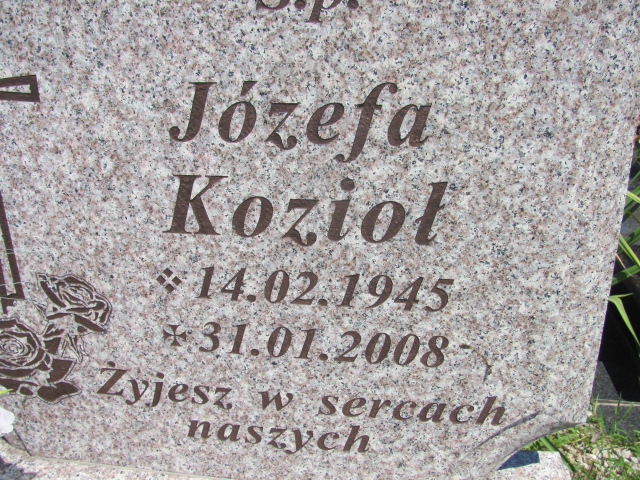 Ś.p.
Józefa
Kozioł
14.02.1945
31.01.2008
Żyjesz w sercach
naszych